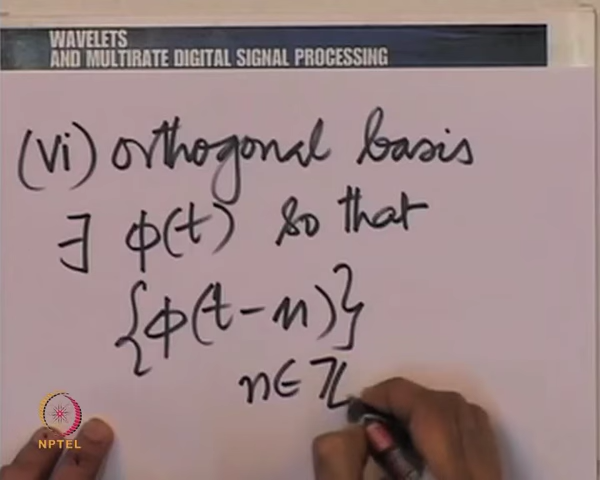 WAVELETS
AND MULTIRATE DIGITAL SIGNAL PROCESSING
(vi) orthogonal basis
∃ φ(t) so that
{φ(t-n)}
n∈ℤ
NPTEL